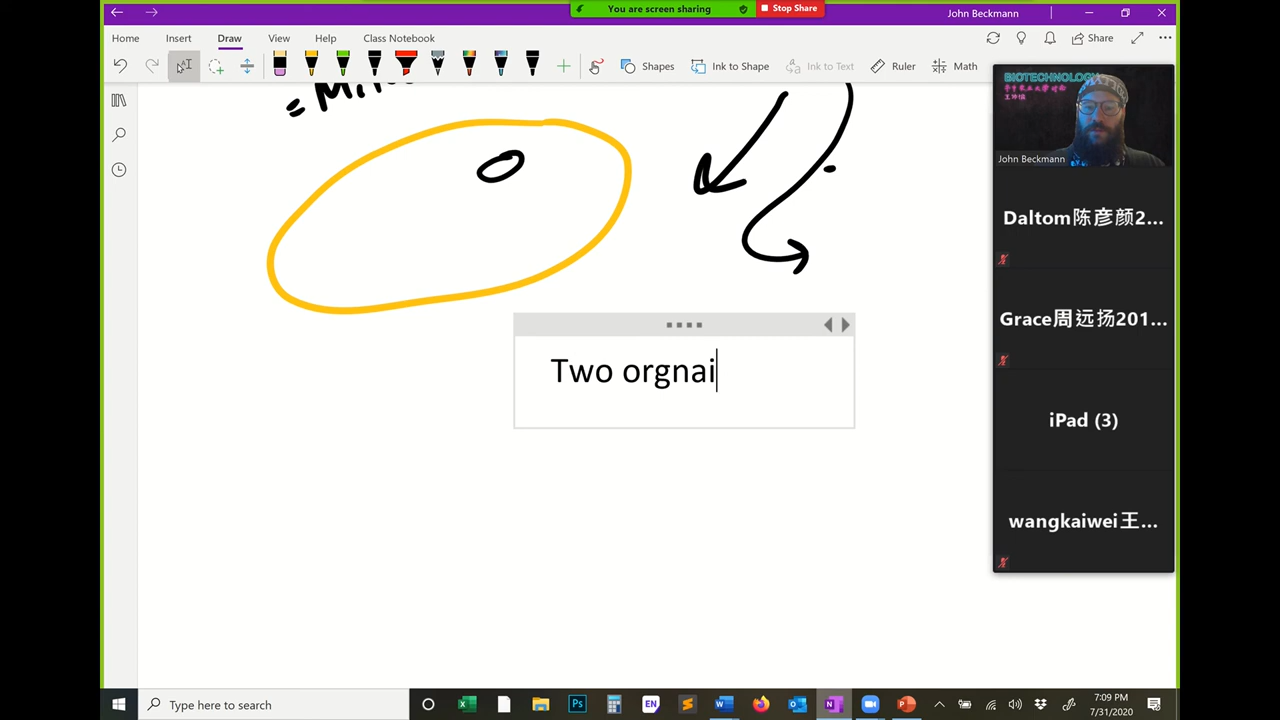 You are screen sharing
Stop Share
John Beckmann
Home
Insert
Draw
View
Help
Class Notebook
Share
Shapes
Ink to Shape
Ink to Text
Ruler
Math
Two orgnai
BIOTECHNOLOGY
John Beckmann
Daltom陈彦颜2...
Grace周远扬201...
iPad (3)
wangkaiwei王...
Type here to search
EN
7:09 PM
7/31/2020